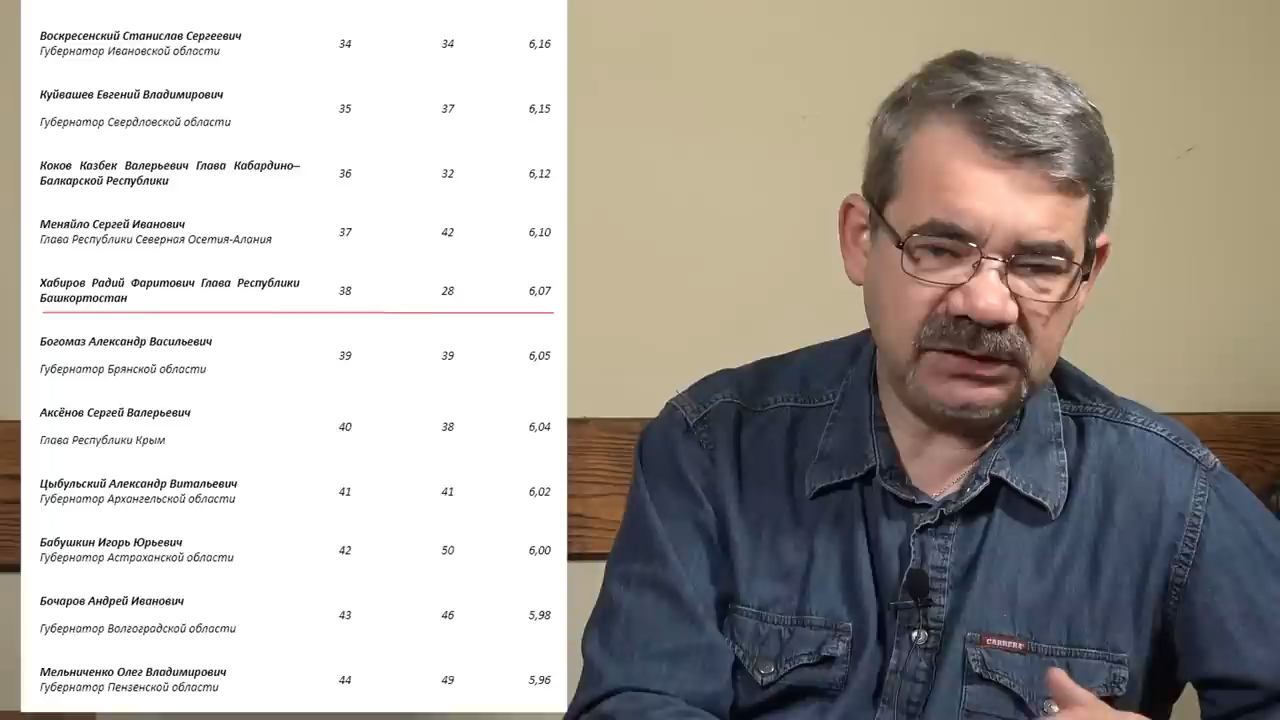 Воскресенский Станислав Сергеевич
Губернатор Ивановской области 34 34 6,16
Куйвашев Евгений Владимирович
Губернатор Свердловской области 35 37 6,15
Коков Казбек Валерьевич Глава Кабардино–
Балкарской Республики 36 32 6,12
Меняйло Сергей Иванович
Глава Республики Северная Осетия-Алания 37 42 6,10
Хабиров Радий Фаритович Глава Республики
Башкортостан 38 28 6,07
Богомаз Александр Васильевич
Губернатор Брянской области 39 39 6,05
Аксёнов Сергей Валерьевич
Глава Республики Крым 40 38 6,04
Цыбульский Александр Витальевич
Губернатор Архангельской области 41 41 6,02
Бабушкин Игорь Юрьевич
Губернатор Астраханской области 42 50 6,00
Бочаров Андрей Иванович
Губернатор Волгоградской области 43 46 5,98
Мельниченко Олег Владимирович
Губернатор Пензенской области 44 49 5,96
CARRERA